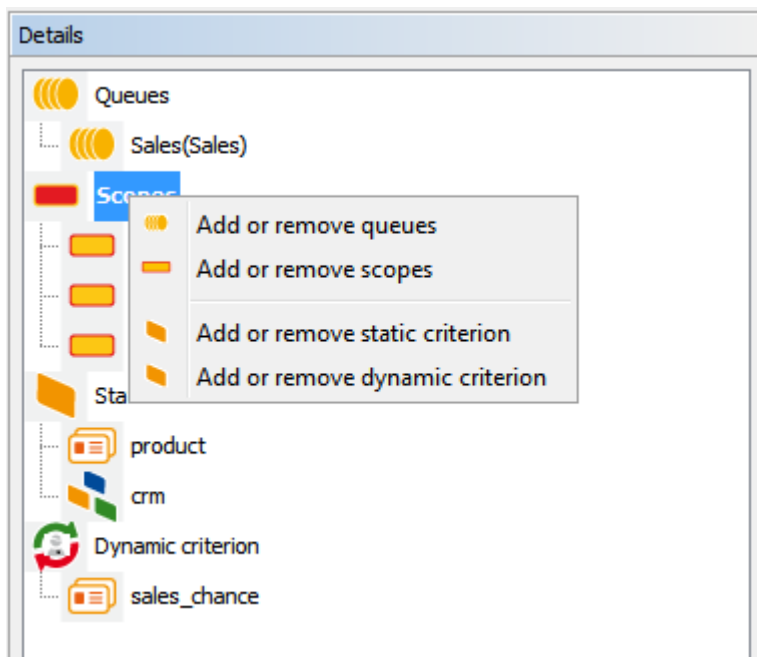 Details
Queues
Sales(Sales)
Scopes
Add or remove queues
Add or remove scopes
Add or remove static criterion
Add or remove dynamic criterion
Sta
product
crm
Dynamic criterion
sales_chance